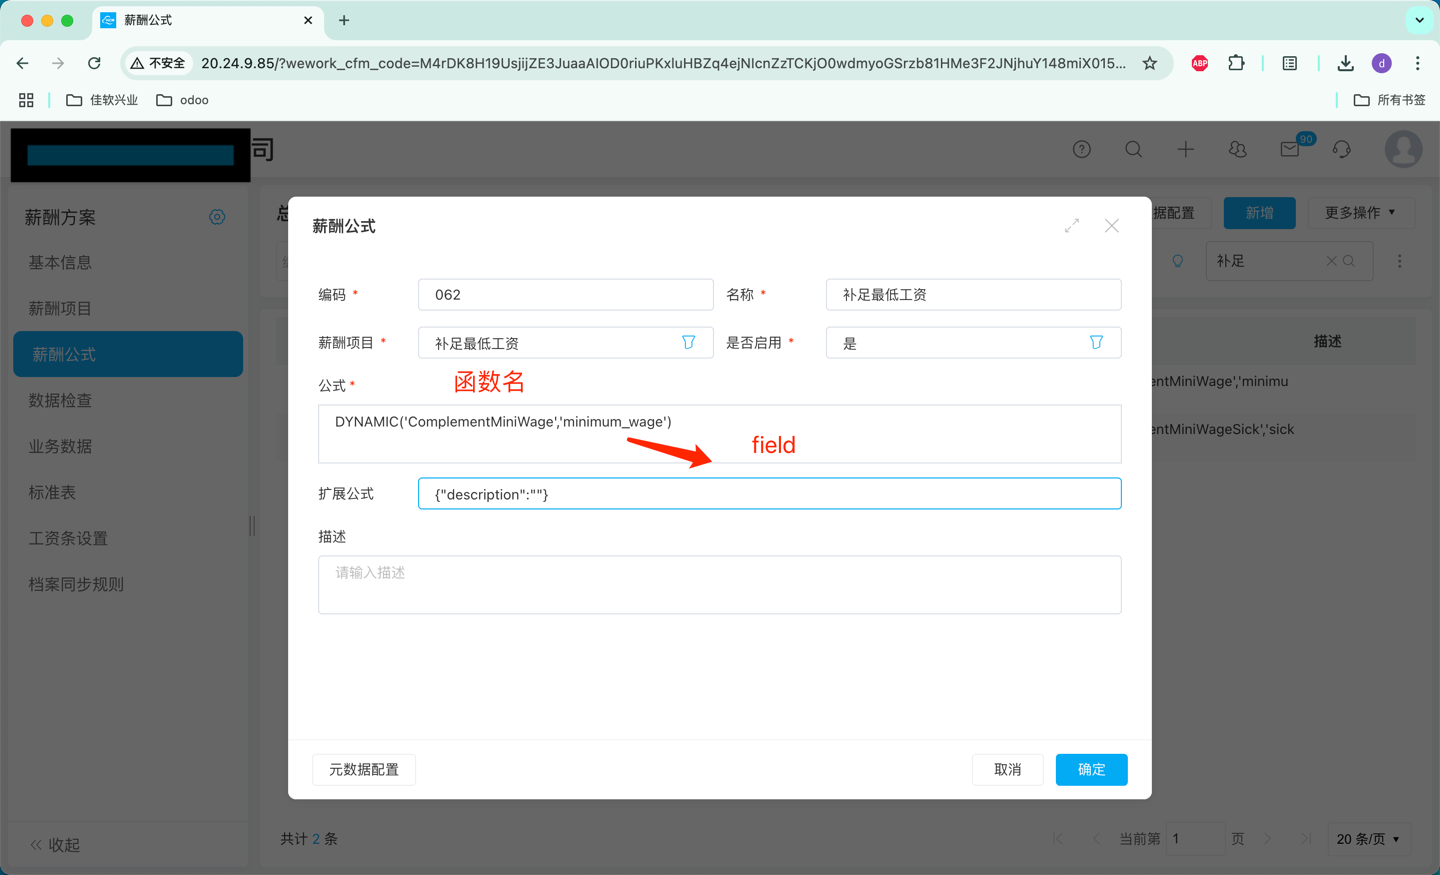 薪酬公式
不安全
20.24.9.85/?wework_cfm_code=M4rDK8H19UsjijZE3JuaaAIOD0riuPKxluHBZq4ejNIcnZzTCKjO0wdmyoGSrzb81HMe3F2JNjhuY148miX015...
ABP
d
佳软兴业
odoo
所有书签
司
90
薪酬方案
基本信息
薪酬项目
薪酬公式
数据检查
业务数据
标准表
工资条设置
档案同步规则
收起
据配置
新增
更多操作
补足
描述
entMiniWage','minimu
entMiniWageSick','sick
薪酬公式
编码 *
062
名称 *
补足最低工资
薪酬项目 *
补足最低工资
是否启用 *
是
公式 *
函数名
DYNAMIC('ComplementMiniWage','minimum_wage')
field
扩展公式
{"description":""}
描述
请输入描述
元数据配置
取消
确定
共计 2 条
当前第
1
页
20 条/页